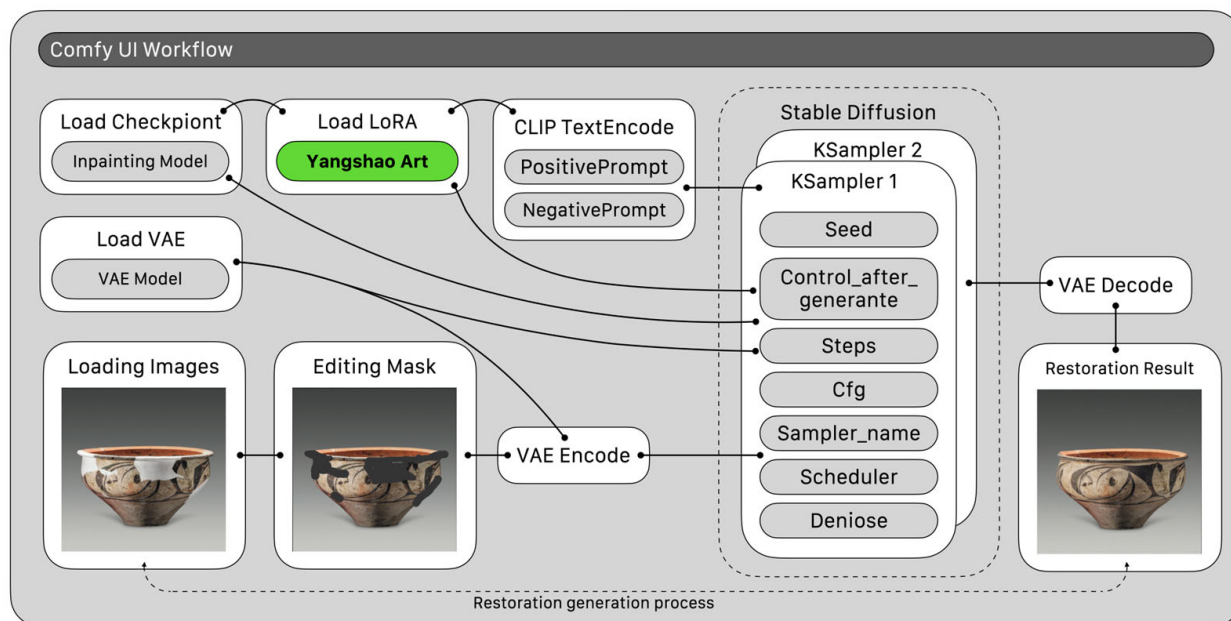 Comfy UI Workflow
Load Checkpiont
Inpainting Model
Load LoRA
Yangshao Art
CLIP TextEncode
PositivePrompt
NegativePrompt
Load VAE
VAE Model
Loading Images
Editing Mask
VAE Encode
Stable Diffusion
KSampler 2
KSampler 1
Seed
Control_after_
generante
Steps
Cfg
Sampler_name
Scheduler
Deniose
VAE Decode
Restoration Result
Restoration generation process